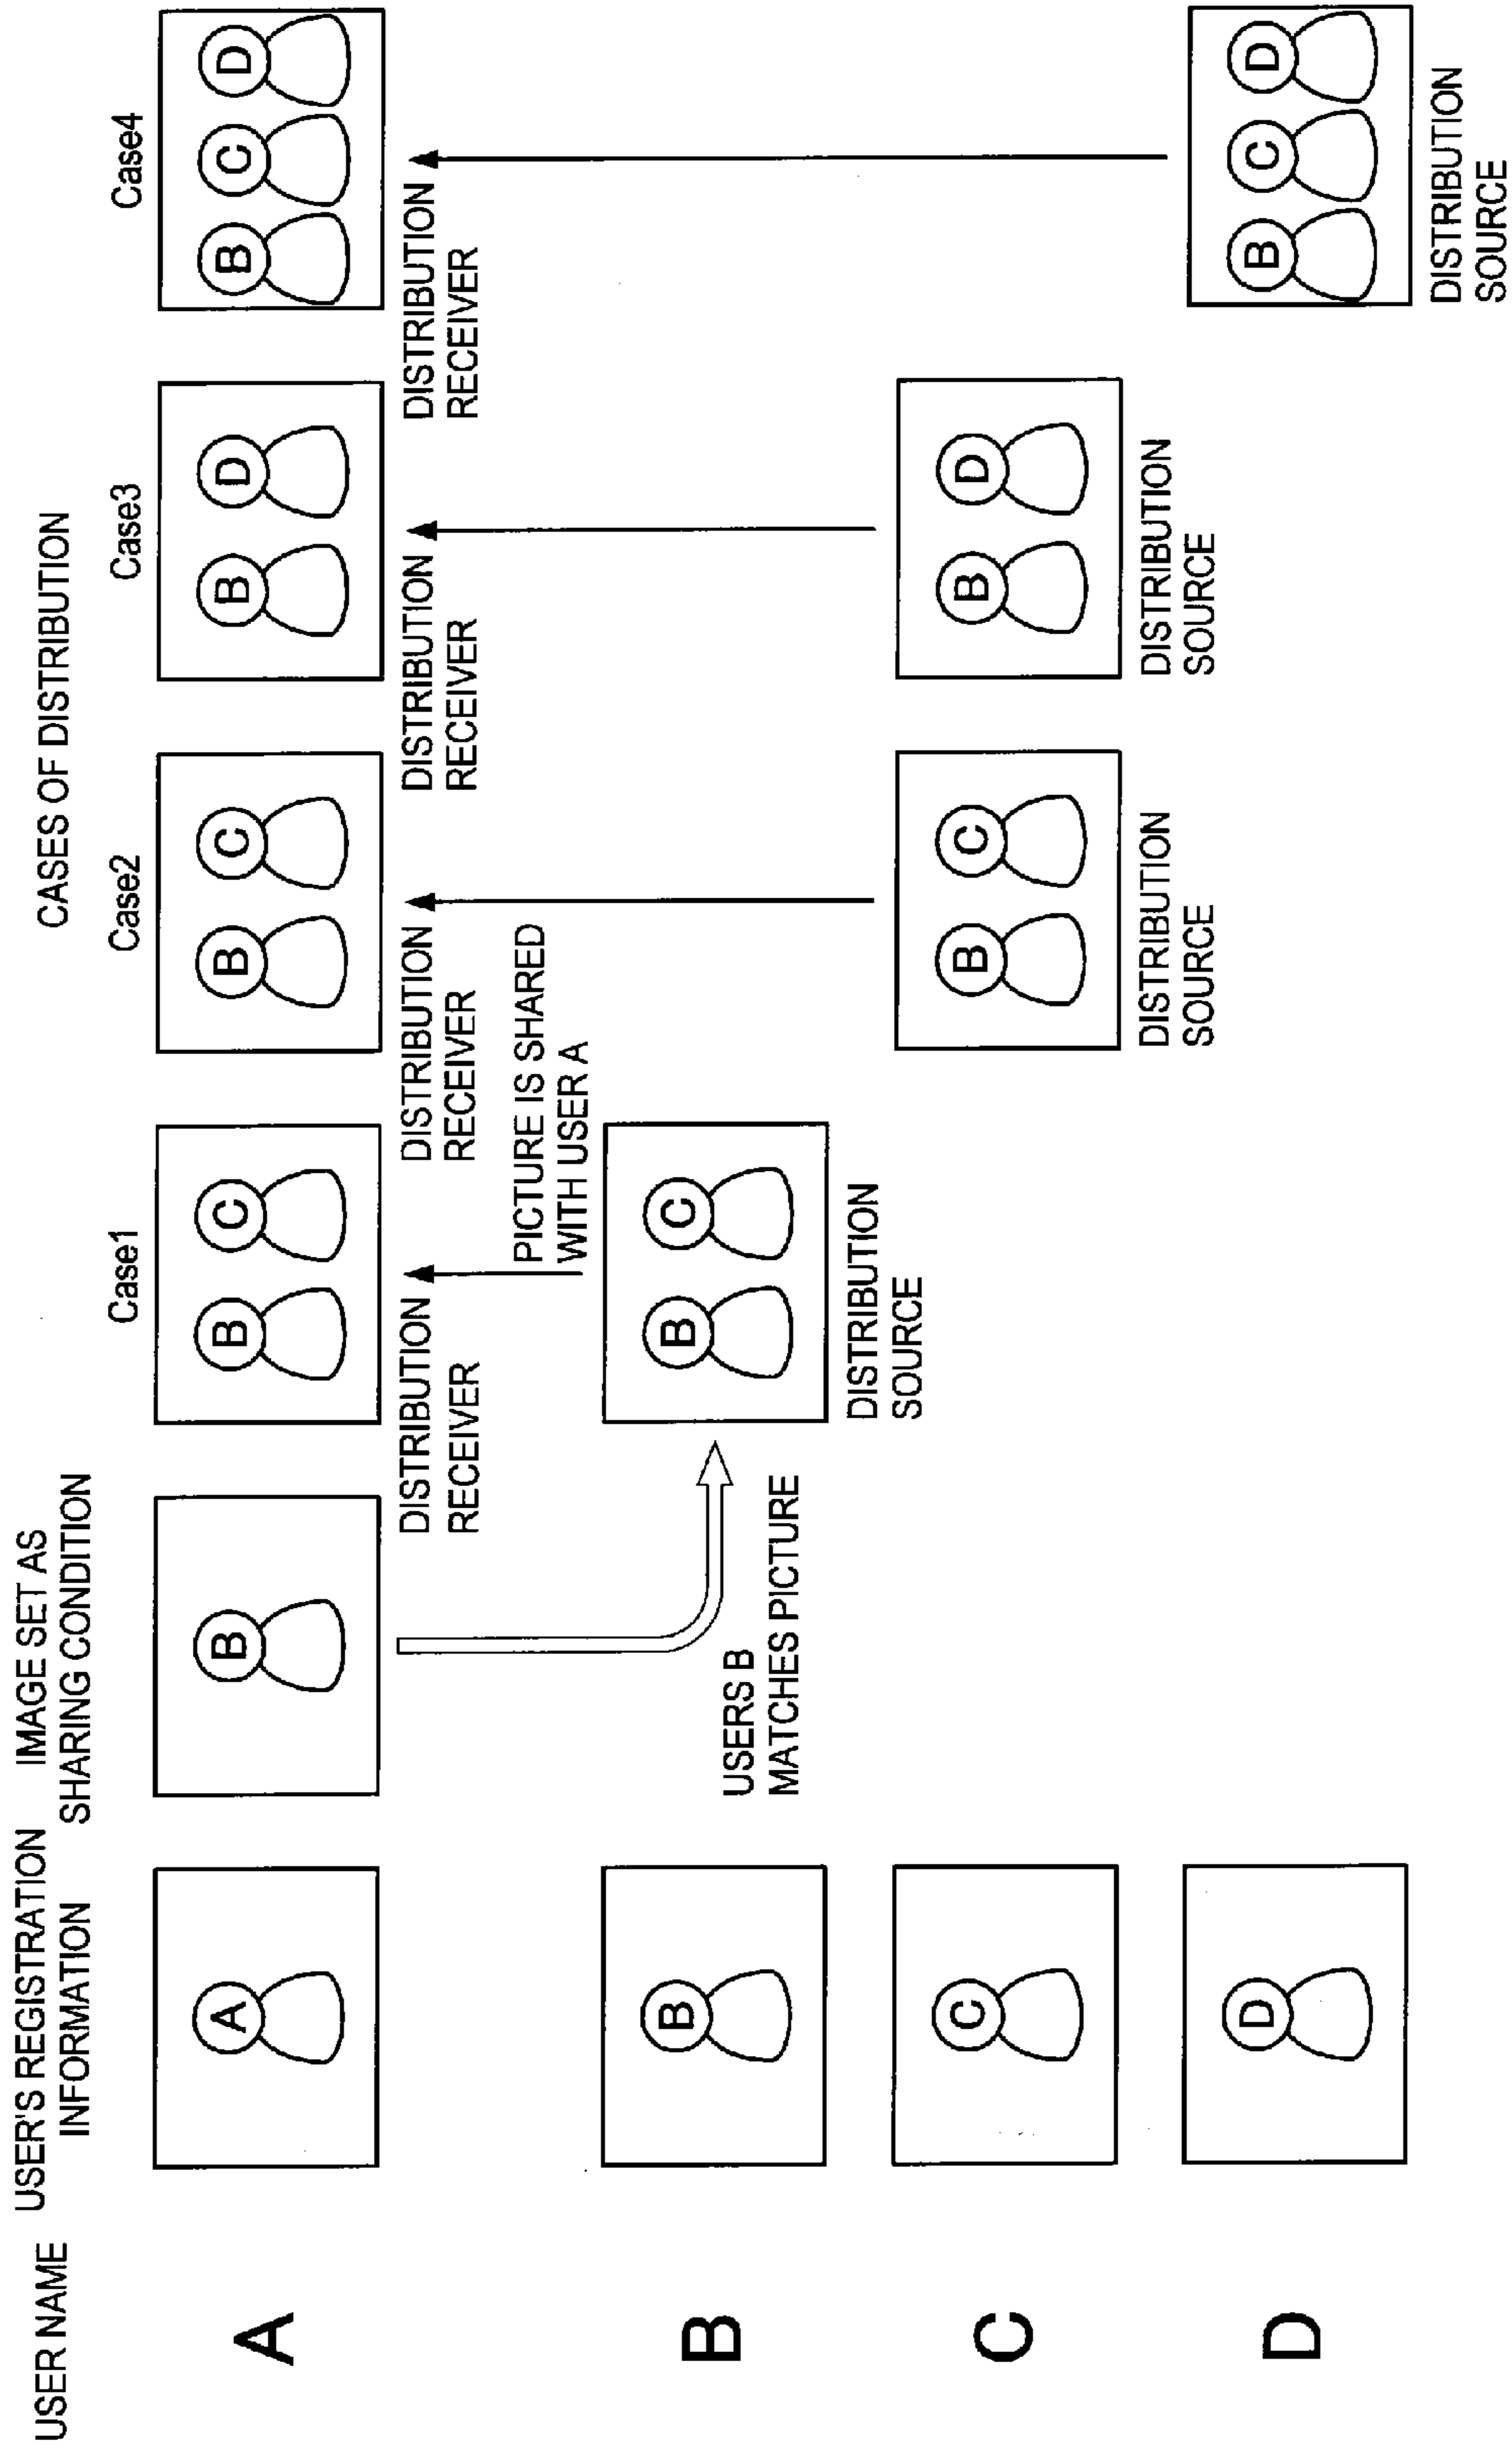 CASES OF DISTRIBUTION
USER NAME
USER'S REGISTRATION
INFORMATION
IMAGE SET AS
SHARING CONDITION
Case1
Case2
Case3
Case4
A
A
B
B
C
B
C
B
D
B
C
D
DISTRIBUTION
RECEIVER
DISTRIBUTION
RECEIVER
DISTRIBUTION
RECEIVER
DISTRIBUTION
RECEIVER
PICTURE IS SHARED
WITH USER A
B
B
USERS B
MATCHES PICTURE
B
C
DISTRIBUTION
SOURCE
C
C
B
C
DISTRIBUTION
SOURCE
B
D
DISTRIBUTION
SOURCE
D
D
B
C
D
DISTRIBUTION
SOURCE